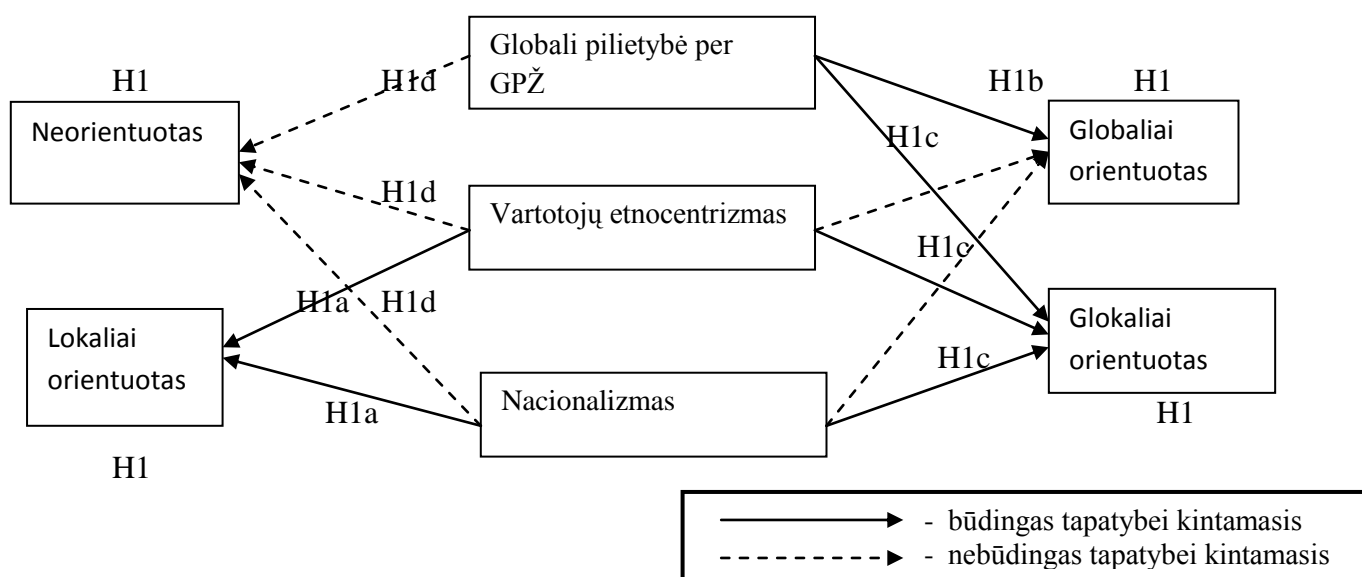 Globali pilietybė per
GPŽ
H1
H1d
H1b
H1
Neorientuotas
Globaliai
orientuotas
H1c
H1d
Vartotojų etnocentrizmas
H1c
H1a
H1d
Lokaliai
orientuotas
Glokaliai
orientuotas
H1c
Nacionalizmas
H1a
H1
H1
- būdingas tapatybei kintamasis
- nebūdingas tapatybei kintamasis